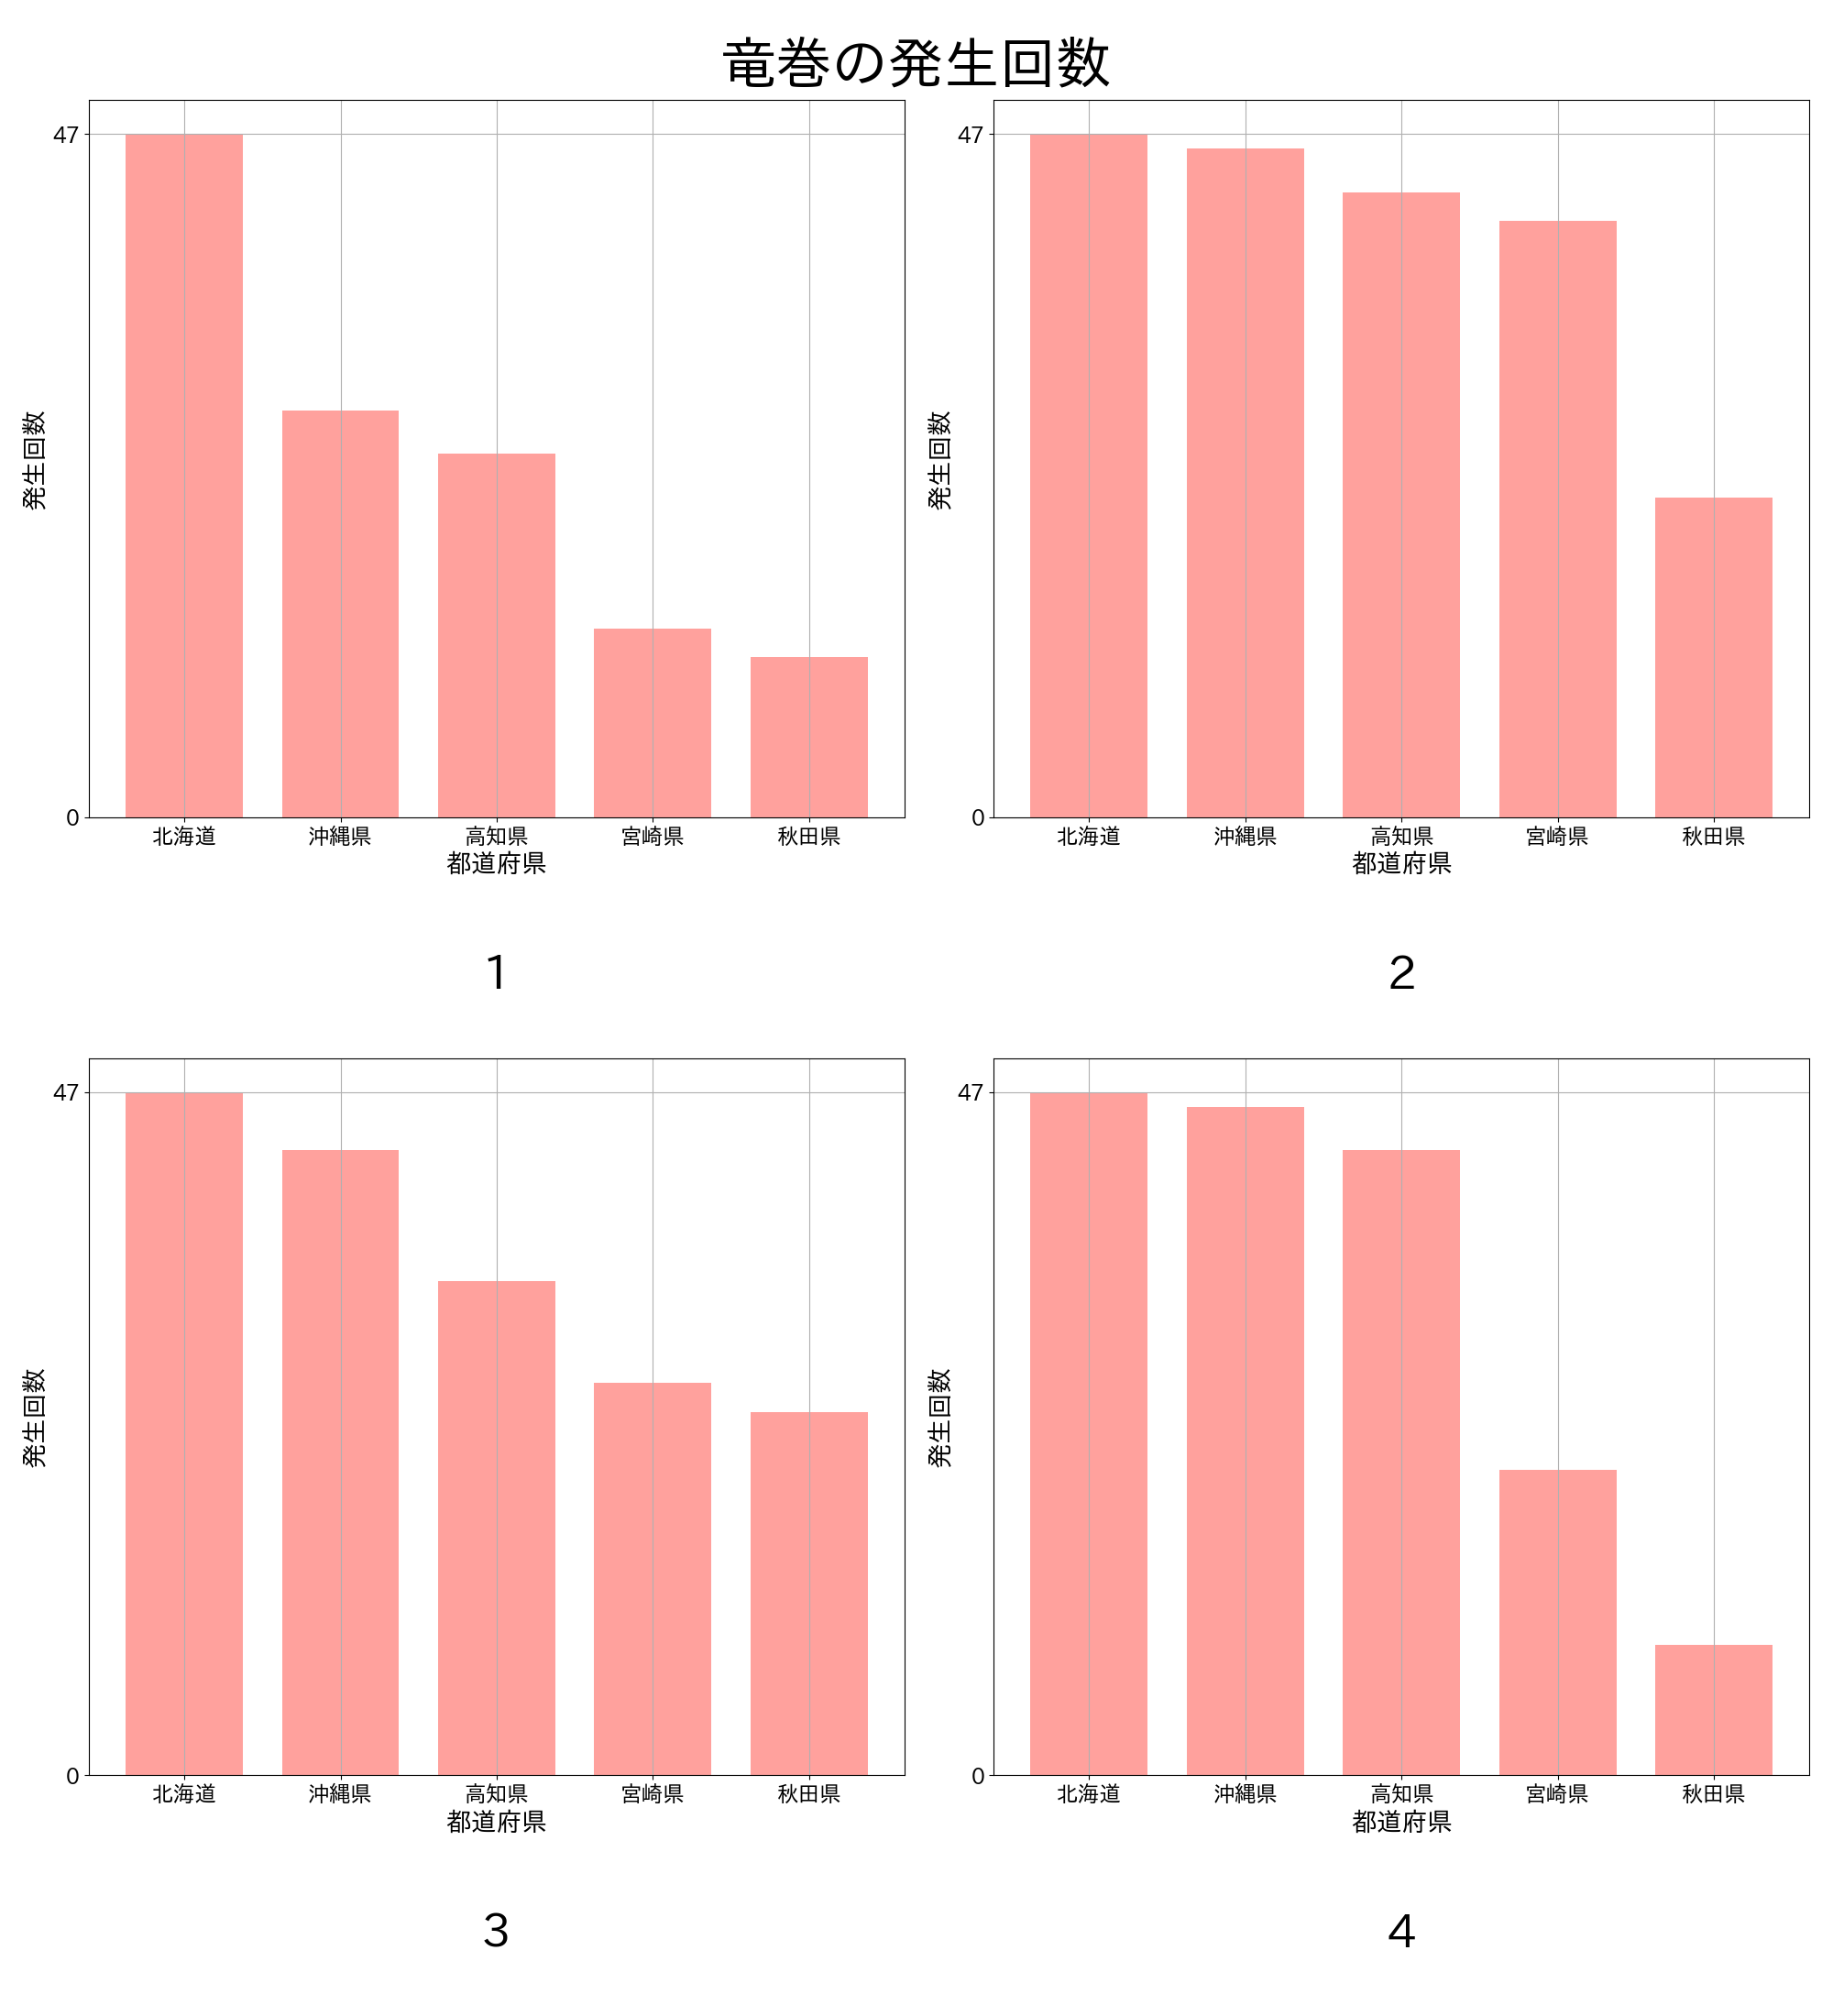 竜巻の発生回数
47
0
発生回数
北海道 沖縄県 高知県 宮崎県 秋田県
都道府県
1
47
0
発生回数
北海道 沖縄県 高知県 宮崎県 秋田県
都道府県
2
47
0
発生回数
北海道 沖縄県 高知県 宮崎県 秋田県
都道府県
3
47
0
発生回数
北海道 沖縄県 高知県 宮崎県 秋田県
都道府県
4